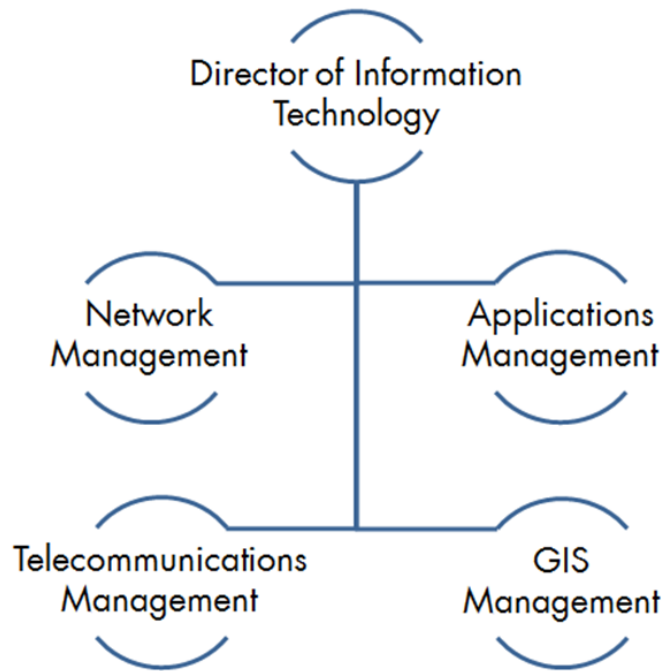 Director of Information
Technology
Network
Management
Applications
Management
Telecommunications
Management
GIS
Management